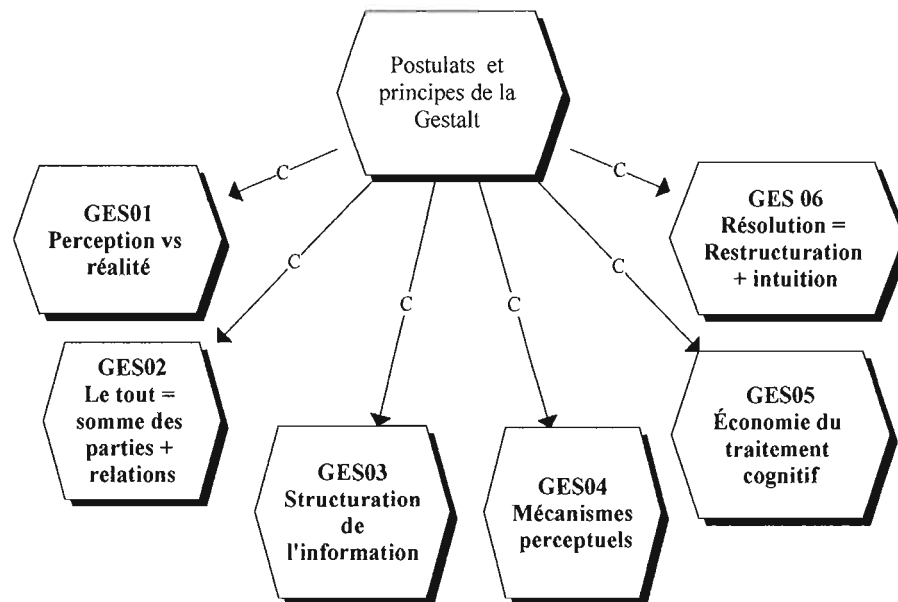 Postulats et
principes de la
Gestalt
C
C
C
C
C
C
GES01
Perception vs
réalité
GES02
Le tout =
somme des
parties +
relations
GES03
Structuration
de
l'information
GES04
Mécanismes
perceptuels
GES05
Économie du
traitement
cognitif
GES 06
Résolution =
Restructuration
+ intuition